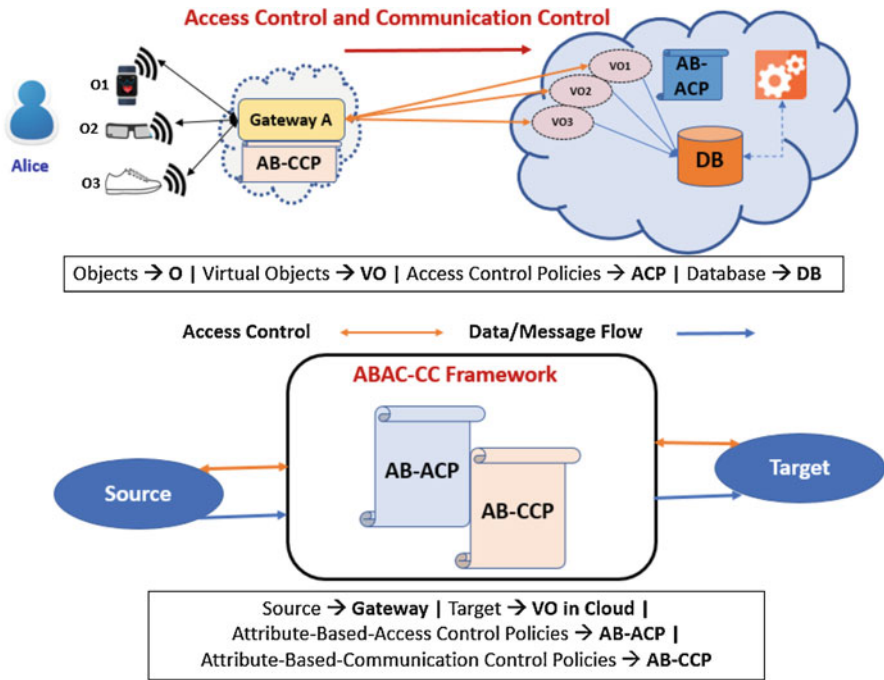 Access Control and Communication Control
O1
O2
O3
Alice
Gateway A
AB-CCP
VO1
VO2
VO3
AB-
ACP
DB
Objects → O | Virtual Objects → VO | Access Control Policies → ACP | Database → DB
Access Control
Data/Message Flow
ABAC-CC Framework
Source
AB-ACP
AB-CCP
Target
Source → Gateway | Target → VO in Cloud |
Attribute-Based-Access Control Policies → AB-ACP |
Attribute-Based-Communication Control Policies → AB-CCP